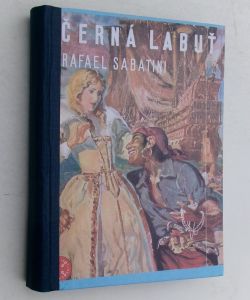 ČERNÁ LABUŤ
RAFAEL SABATINI